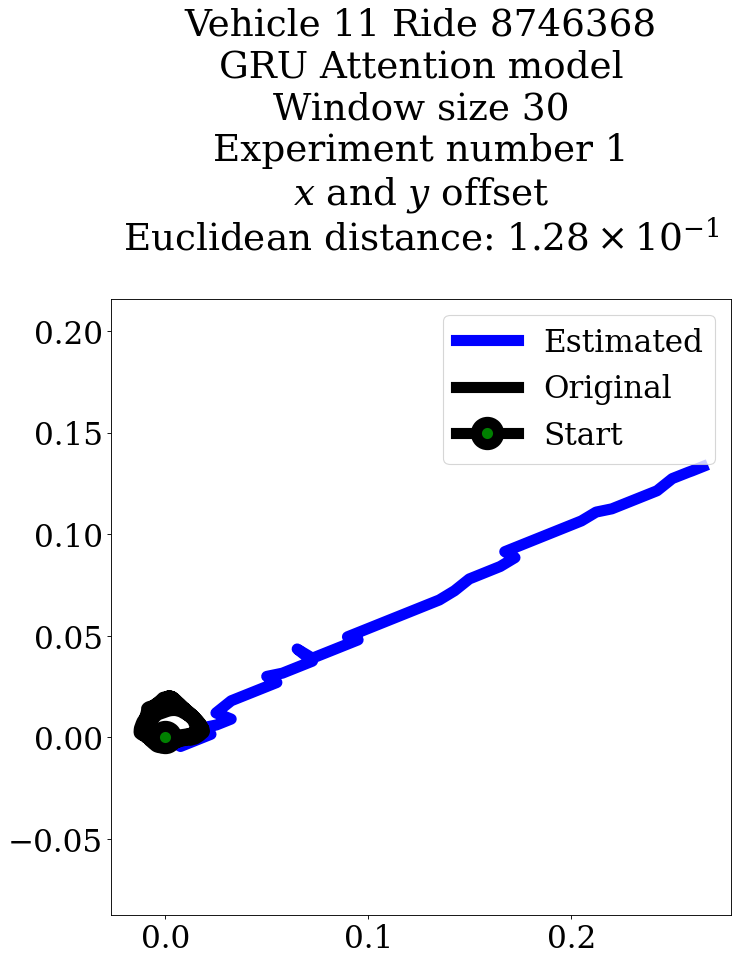 Vehicle 11 Ride 8746368
GRU Attention model
Window size 30
Experiment number 1
x and y offset
Euclidean distance: 1.28 × 10⁻¹
Estimated
Original
Start
0.20
0.15
0.10
0.05
0.00
−0.05
0.0
0.1
0.2